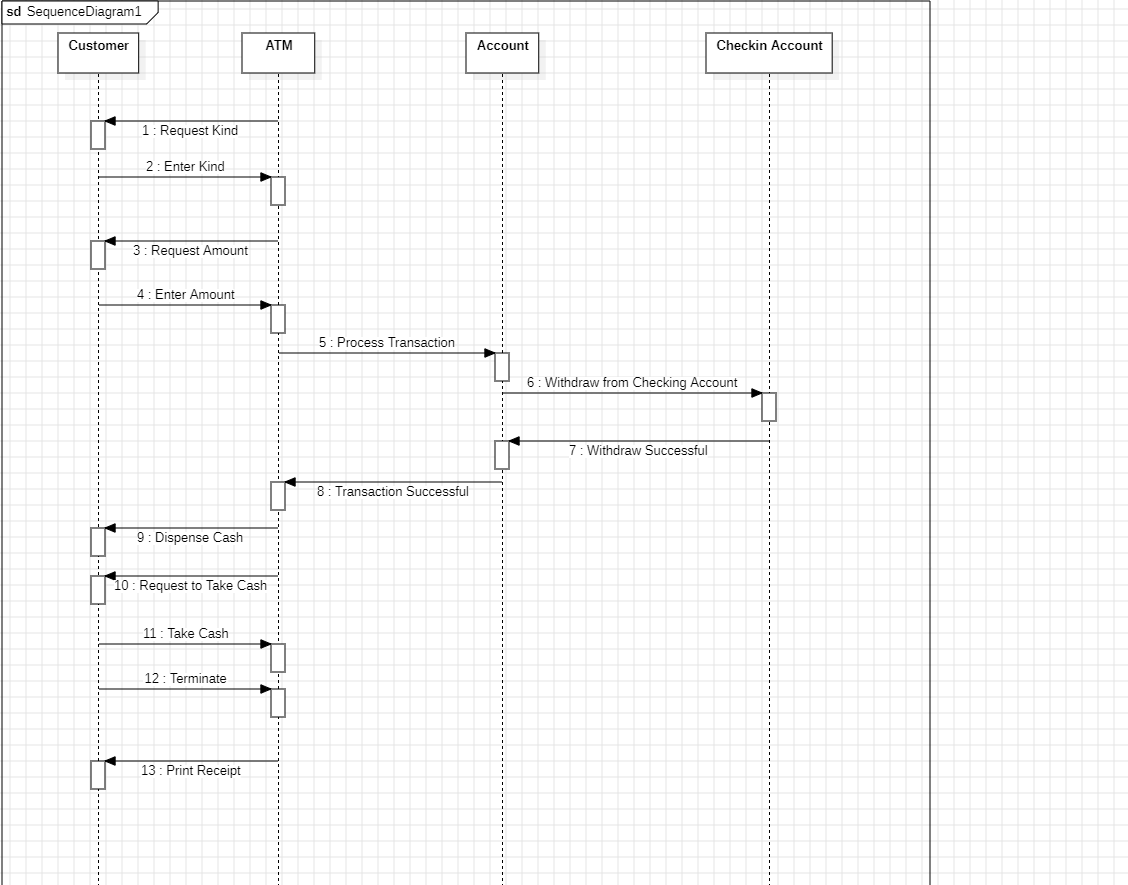 sd SequenceDiagram1
Customer
ATM
Account
Checkin Account
1 : Request Kind
2 : Enter Kind
3 : Request Amount
4 : Enter Amount
5 : Process Transaction
6 : Withdraw from Checking Account
7 : Withdraw Successful
8 : Transaction Successful
9 : Dispense Cash
10 : Request to Take Cash
11 : Take Cash
12 : Terminate
13 : Print Receipt